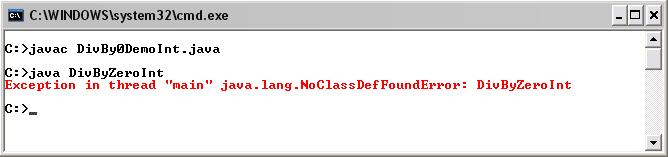 C:\WINDOWS\system32\cmd.exe
C:>javac DivBy0DemoInt.java
C:>java DivByZeroInt
Exception in thread "main" java.lang.NoClassDefFoundError: DivByZeroInt
C:>_